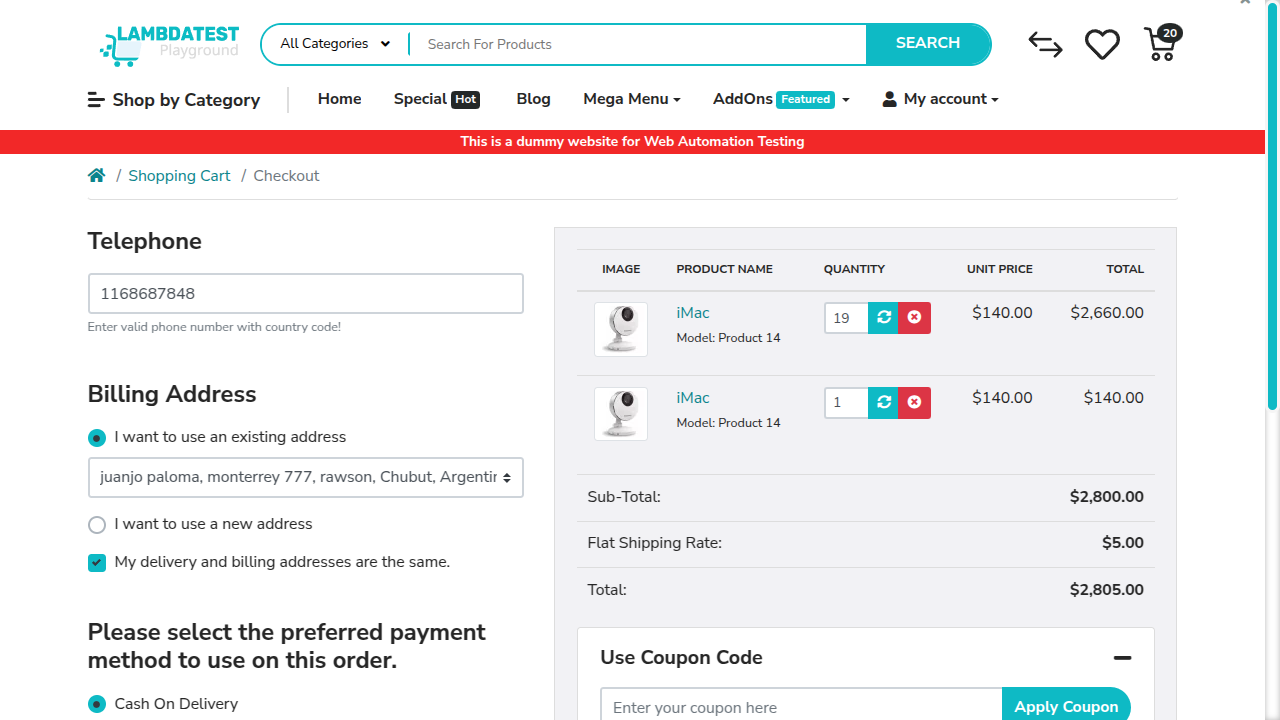 LAMBDATEST
Playground
All Categories
Search For Products
SEARCH
20
Shop by Category
Home
Special Hot
Blog
Mega Menu
AddOns Featured
My account
This is a dummy website for Web Automation Testing
/ Shopping Cart / Checkout
Telephone
1168687848
Enter valid phone number with country code!
Billing Address
I want to use an existing address
juanjo paloma, monterrey 777, rawson, Chubut, Argentin
I want to use a new address
My delivery and billing addresses are the same.
Please select the preferred payment
method to use on this order.
Cash On Delivery
IMAGE PRODUCT NAME QUANTITY UNIT PRICE TOTAL
iMac 19 $140.00 $2,660.00
Model: Product 14
iMac 1 $140.00 $140.00
Model: Product 14
Sub-Total: $2,800.00
Flat Shipping Rate: $5.00
Total: $2,805.00
Use Coupon Code
Enter your coupon here
Apply Coupon